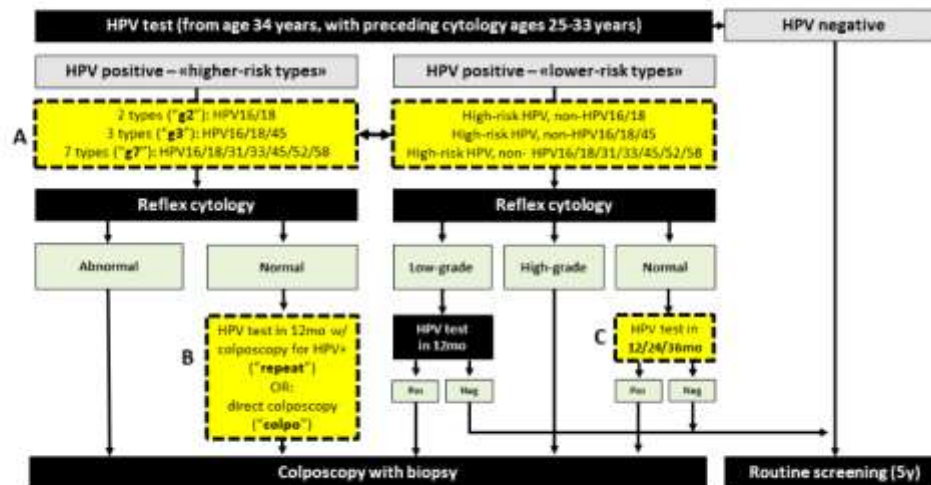 HPV test (from age 34 years, with preceding cytology ages 25-33 years)
HPV negative
HPV positive – «higher-risk types»
HPV positive – «lower-risk types»
A
2 types ("g2"): HPV16/18
3 types ("g3"): HPV16/18/45
7 types ("g7"): HPV16/18/31/33/45/52/58
High-risk HPV, non-HPV16/18
High-risk HPV, non-HPV16/18/45
High-risk HPV, non- HPV16/18/31/33/45/52/58
Reflex cytology
Reflex cytology
Abnormal
Normal
Low-grade
High-grade
Normal
B
HPV test in 12mo w/
colposcopy for HPV+
("repeat")
OR:
direct colposcopy
("colpo")
HPV test
in 12mo
C
HPV test in
12/24/36mo
Pos
Neg
Pos
Neg
Colposcopy with biopsy
Routine screening (5y)